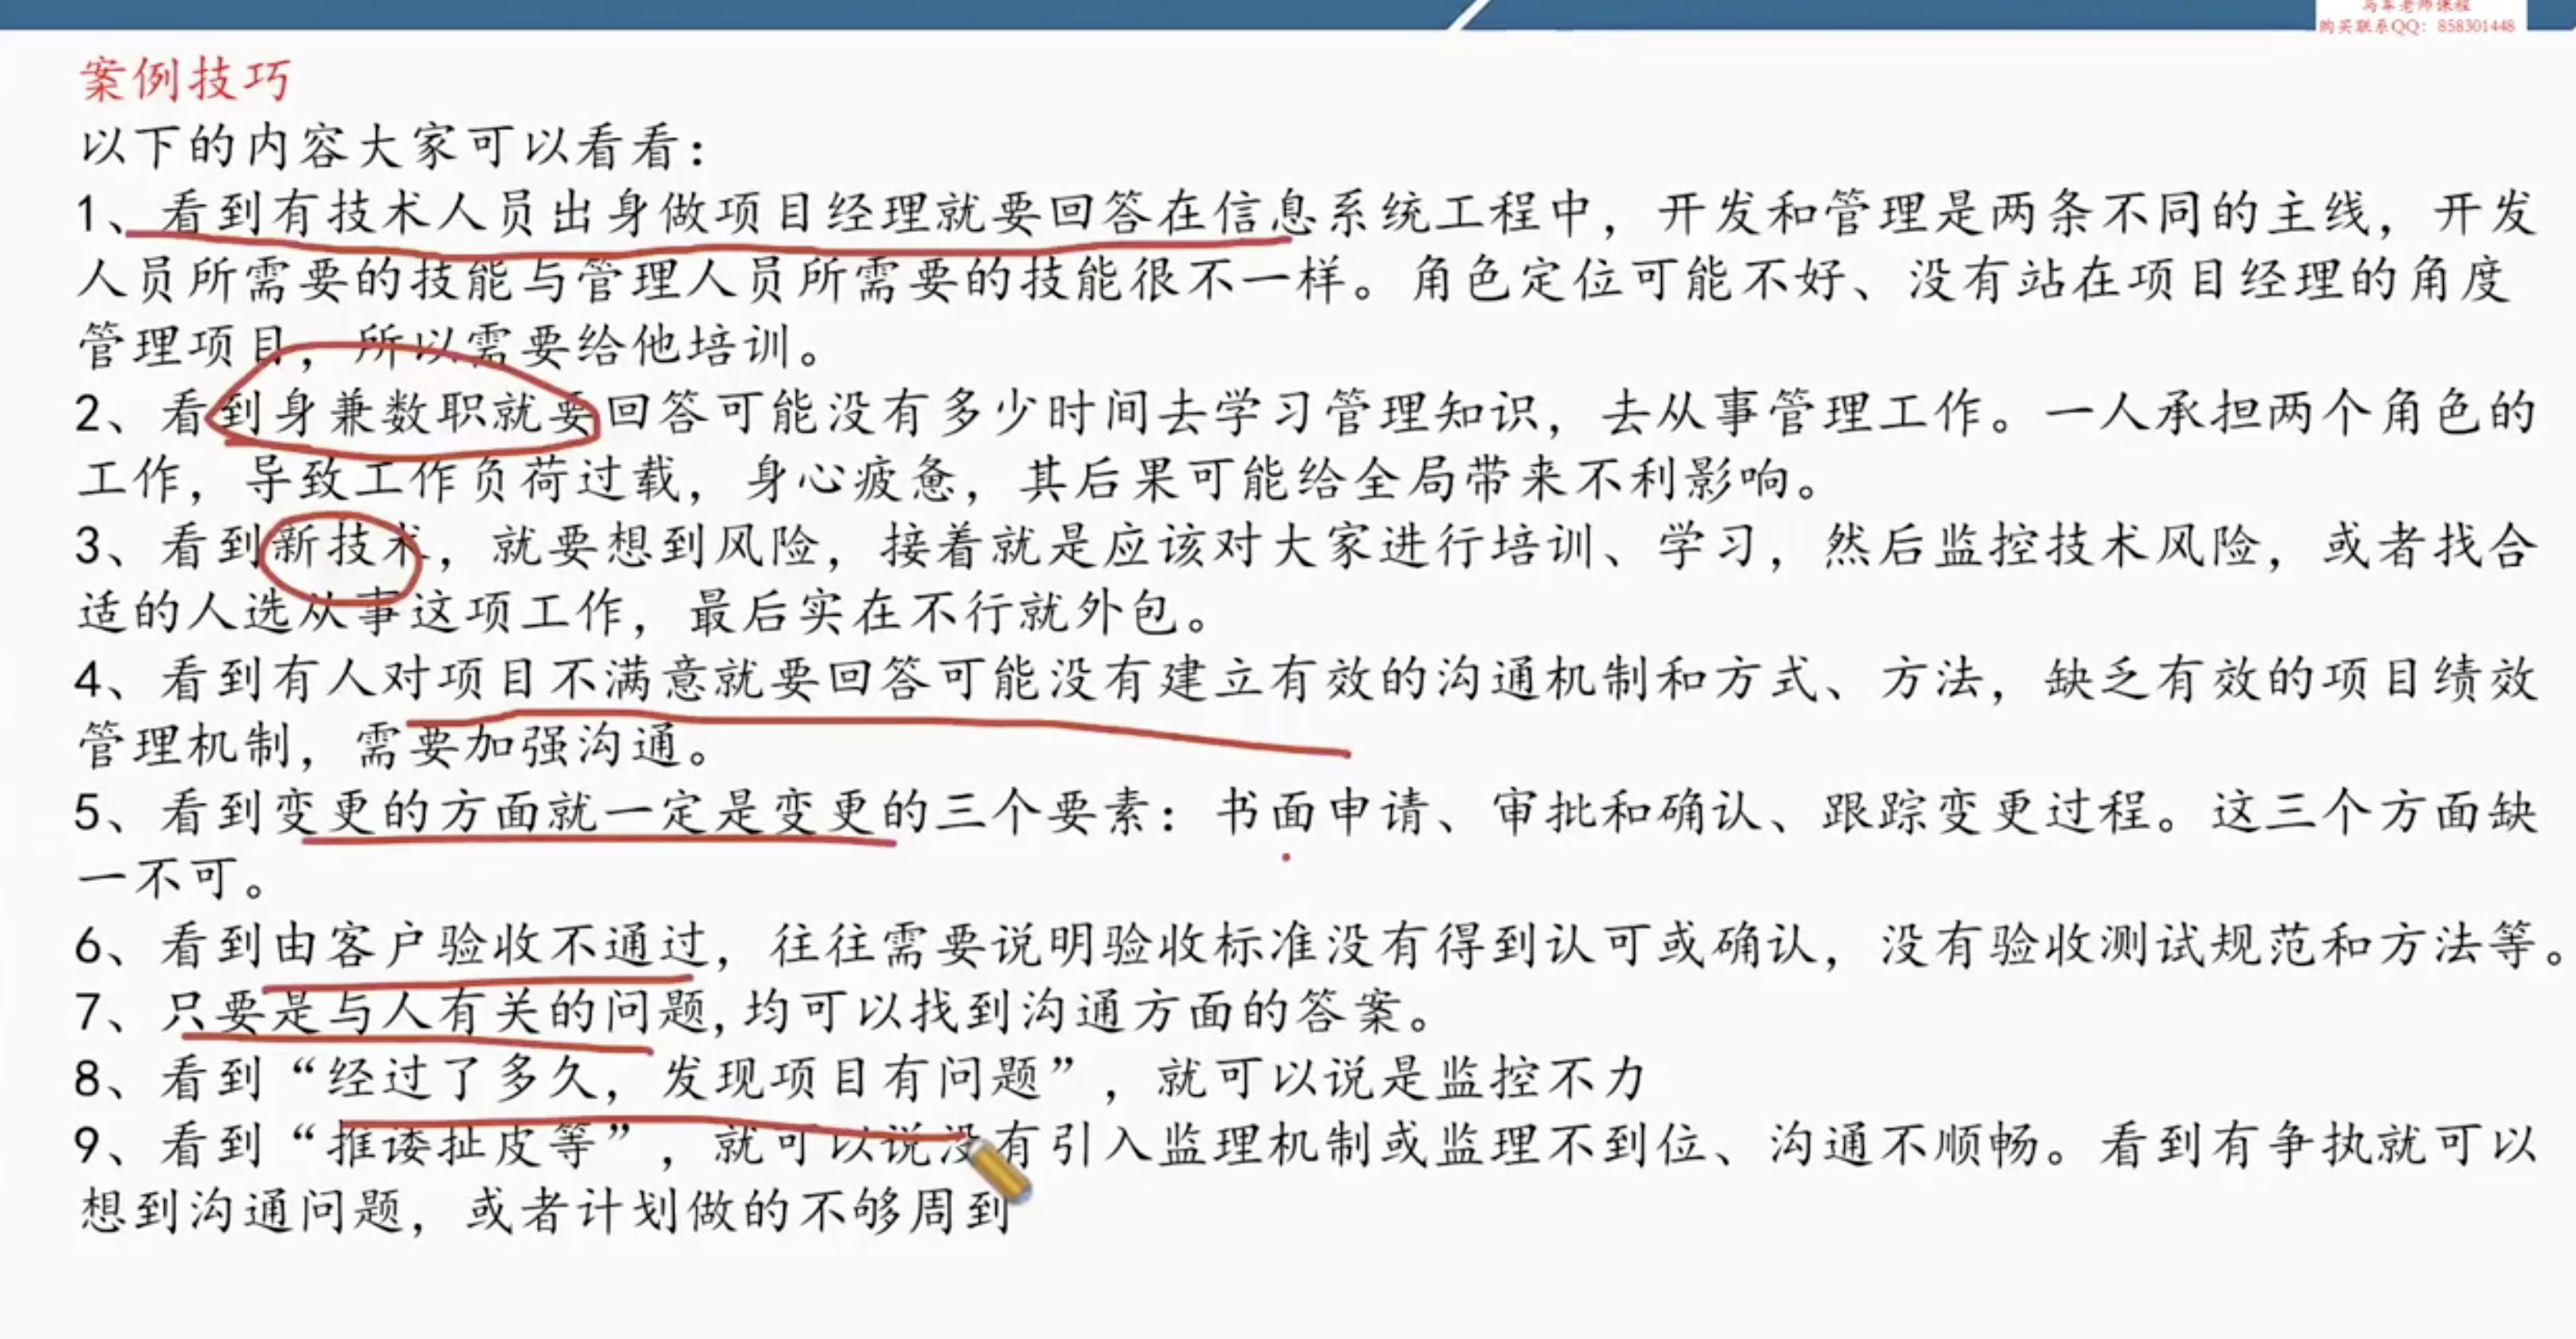 马军老师课程
购买联系QQ：858301448
案例技巧
以下的内容大家可以看看：
1、看到有技术人员出身做项目经理就要回答在信息系统工程中，开发和管理是两条不同的主线，开发
人员所需要的技能与管理人员所需要的技能很不一样。角色定位可能不好、没有站在项目经理的角度
管理项目，所以需要给他培训。
2、看到身兼数职就要回答可能没有多少时间去学习管理知识，去从事管理工作。一人承担两个角色的
工作，导致工作负荷过载，身心疲惫，其后果可能给全局带来不利影响。
3、看到新技术，就要想到风险，接着就是应该对大家进行培训、学习，然后监控技术风险，或者找合
适的人选从事这项工作，最后实在不行就外包。
4、看到有人对项目不满意就要回答可能没有建立有效的沟通机制和方式、方法，缺乏有效的项目绩效
管理机制，需要加强沟通。
5、看到变更的方面就一定是变更的三个要素：书面申请、审批和确认、跟踪变更过程。这三个方面缺
一不可。
6、看到由客户验收不通过，往往需要说明验收标准没有得到认可或确认，没有验收测试规范和方法等。
7、只要是与人有关的问题,均可以找到沟通方面的答案。
8、看到“经过了多久，发现项目有问题”，就可以说是监控不力
9、看到“推诿扯皮等”，就可以说没有引入监理机制或监理不到位、沟通不顺畅。看到有争执就可以
想到沟通问题，或者计划做的不够周到